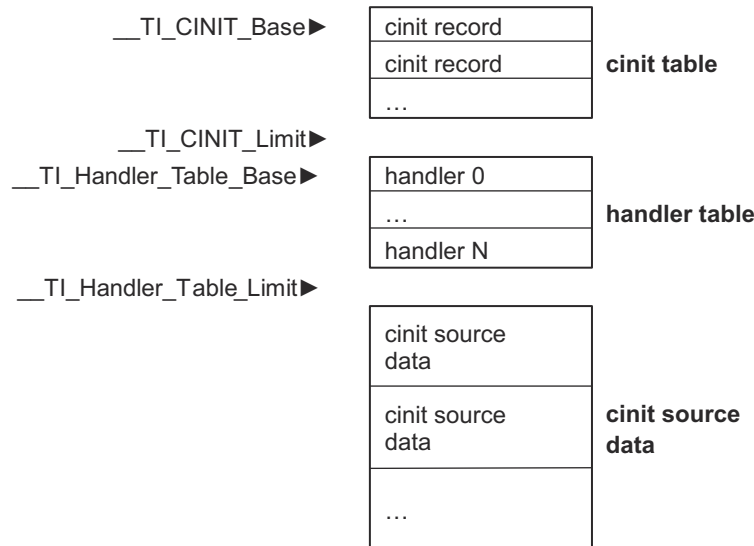 __TI_CINIT_Base►
cinit record
cinit record
cinit table
…
__TI_CINIT_Limit►
__TI_Handler_Table_Base►
handler 0
…
handler table
handler N
__TI_Handler_Table_Limit►
cinit source
data
cinit source
data
cinit source
data
…